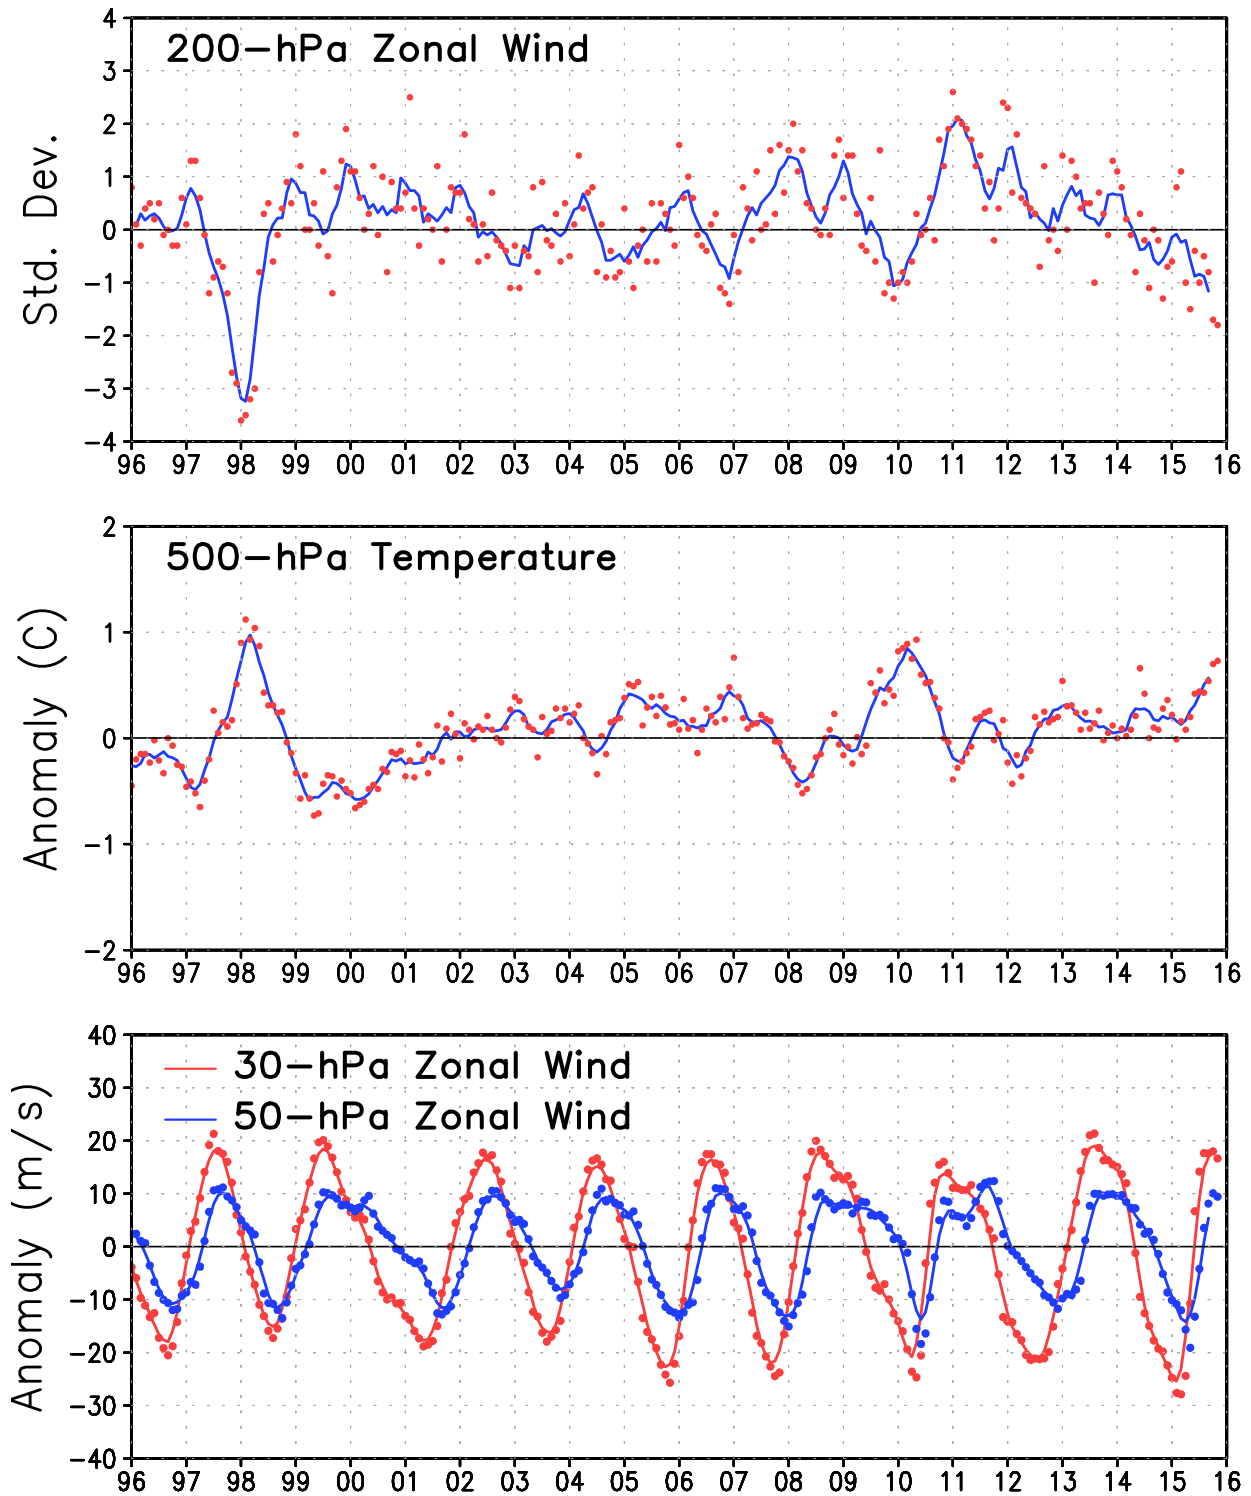 200-hPa Zonal Wind
Std. Dev.
4
3
2
1
0
-1
-2
-3
-4
96 97 98 99 00 01 02 03 04 05 06 07 08 09 10 11 12 13 14 15 16
500-hPa Temperature
Anomaly (C)
2
1
0
-1
-2
96 97 98 99 00 01 02 03 04 05 06 07 08 09 10 11 12 13 14 15 16
30-hPa Zonal Wind
50-hPa Zonal Wind
Anomaly (m/s)
40
30
20
10
0
-10
-20
-30
-40
96 97 98 99 00 01 02 03 04 05 06 07 08 09 10 11 12 13 14 15 16